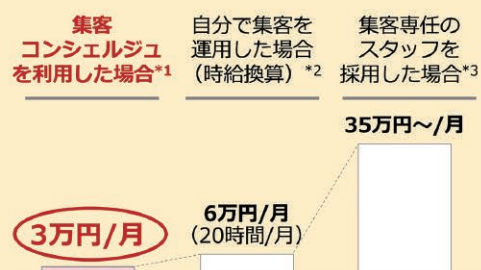 集客
コンシェルジュ
を利用した場合*1
自分で集客を
運用した場合
（時給換算）*2
集客専任の
スタッフを
採用した場合*3
35万円～/月
6万円/月
（20時間/月）
3万円/月